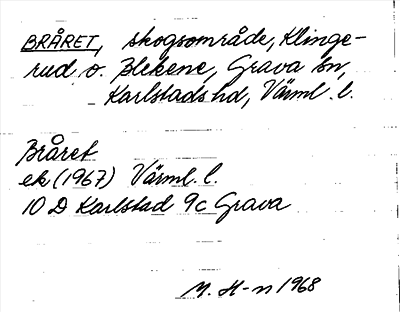 BRÅRET, skogsområde, Klinge-
rud o. Blekene, Grava sn,
Karlstads hd, Värml. l.
Bråret
ek (1967) Värml. l.
10 D Karlstad 9c Grava
M. H-n 1968